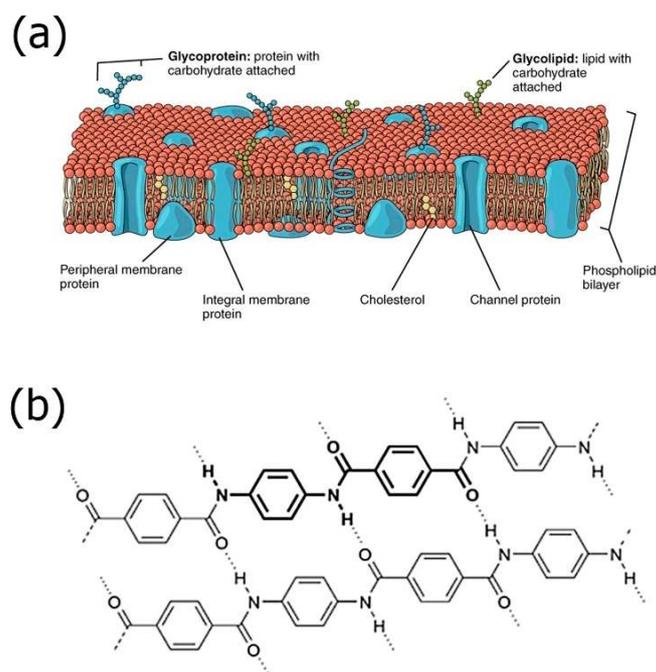 (a)
Glycoprotein: protein with
carbohydrate attached
Glycolipid: lipid with
carbohydrate
attached
Peripheral membrane
protein
Integral membrane
protein
Cholesterol
Channel protein
Phospholipid
bilayer
(b)
H
O
H
N
N
H
O
N
H
O
N
H
O
O
H
N
O
H
N
N
H
O
O
N
H
O